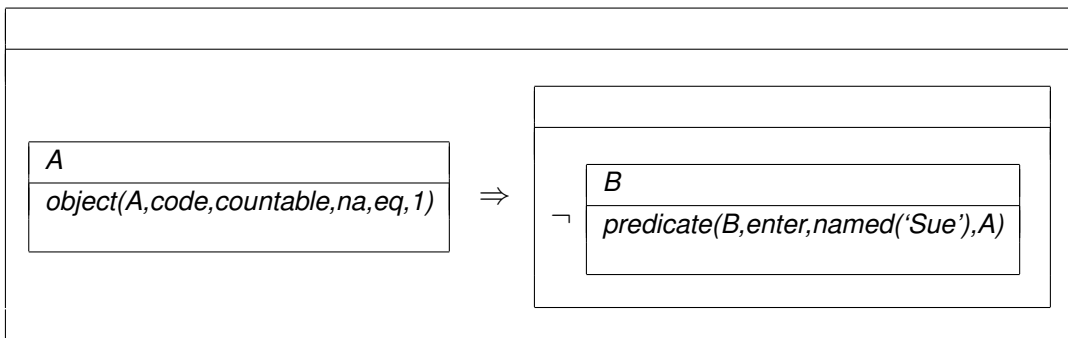 A
object(A,code,countable,na,eq,1)
⇒
¬
B
predicate(B,enter,named(‘Sue’),A)